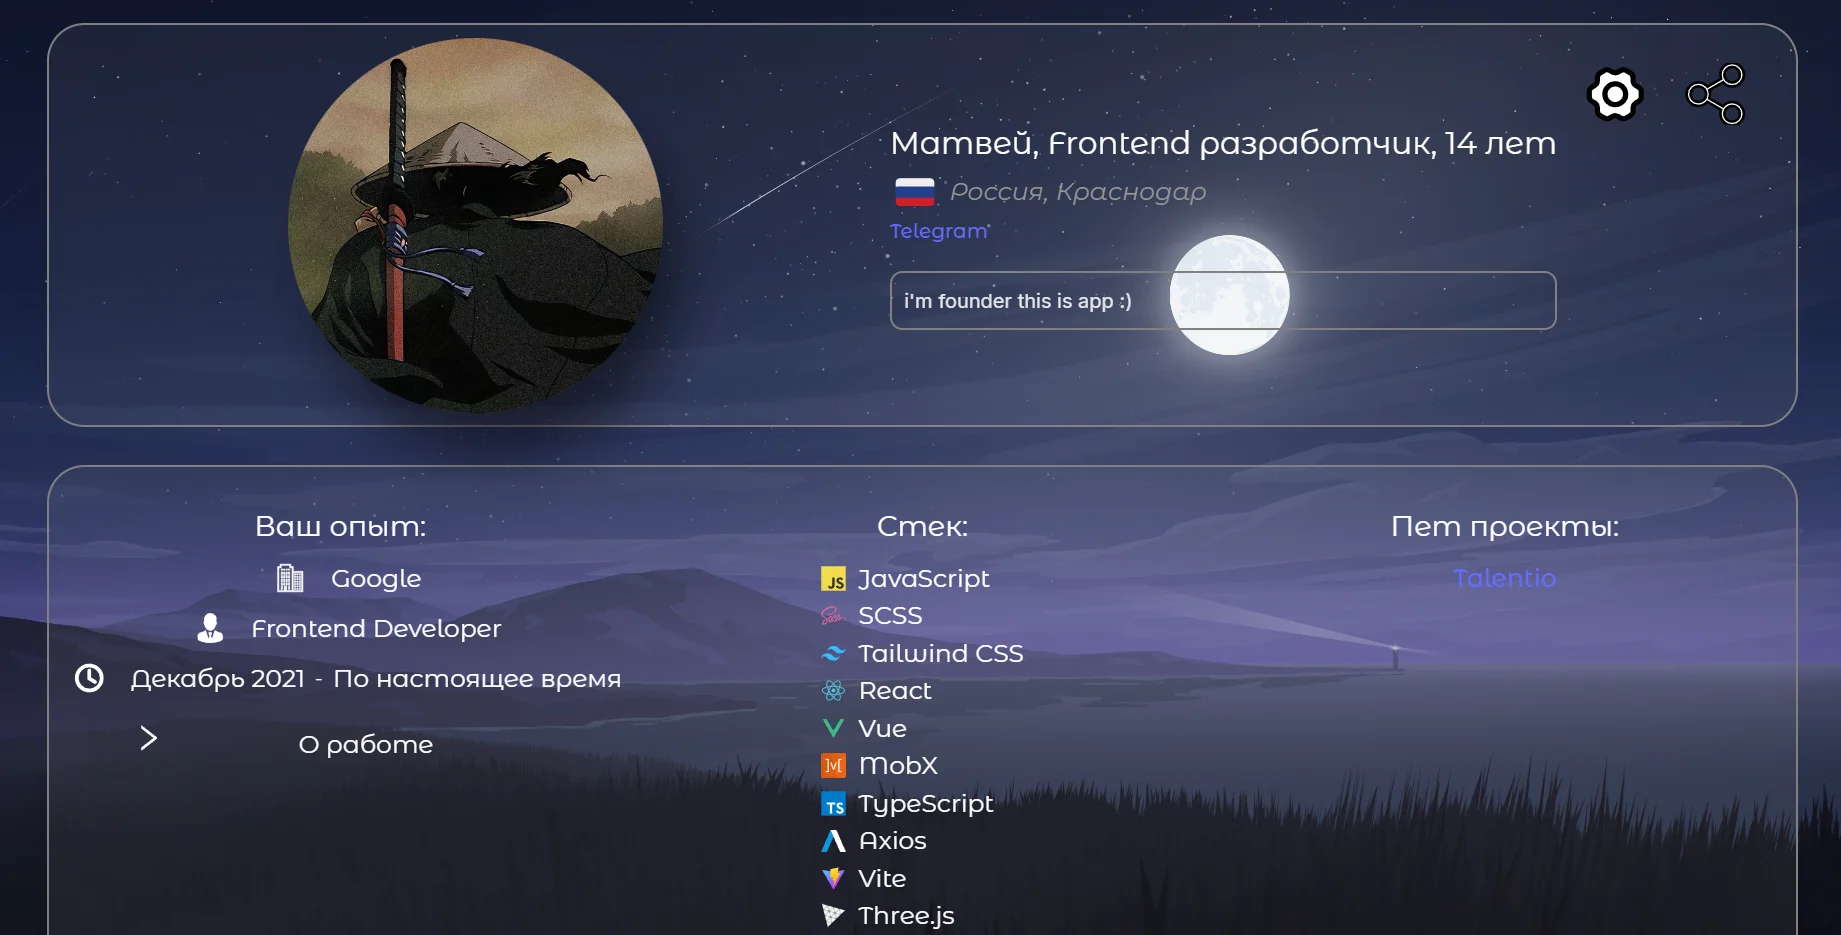 Матвей, Frontend разработчик, 14 лет
Россия, Краснодар
Telegram
i'm founder this is app :)
Ваш опыт:
Google
Frontend Developer
Декабрь 2021 - По настоящее время
О работе
Стек:
JS JavaScript
Sass SCSS
Tailwind CSS
React
Vue
]v[ MobX
TS TypeScript
Axios
Vite
Three.js
Пет проекты:
Talentio